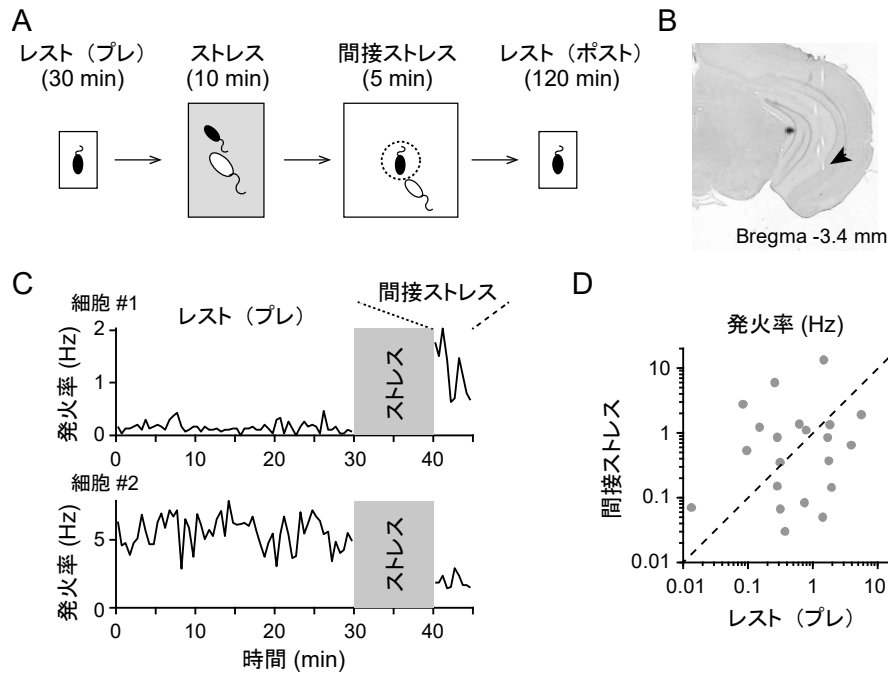 A
レスト（プレ）
(30 min)
ストレス
(10 min)
間接ストレス
(5 min)
レスト（ポスト）
(120 min)
B
Bregma -3.4 mm
C
細胞 #1
レスト（プレ）
間接ストレス
発火率 (Hz)
2
1
0
ストレス
0
10
20
30
40
細胞 #2
発火率 (Hz)
5
0
ストレス
0
10
20
30
40
時間 (min)
D
発火率 (Hz)
間接ストレス
10
1
0.1
0.01
0.01
0.1
1
10
レスト（プレ）